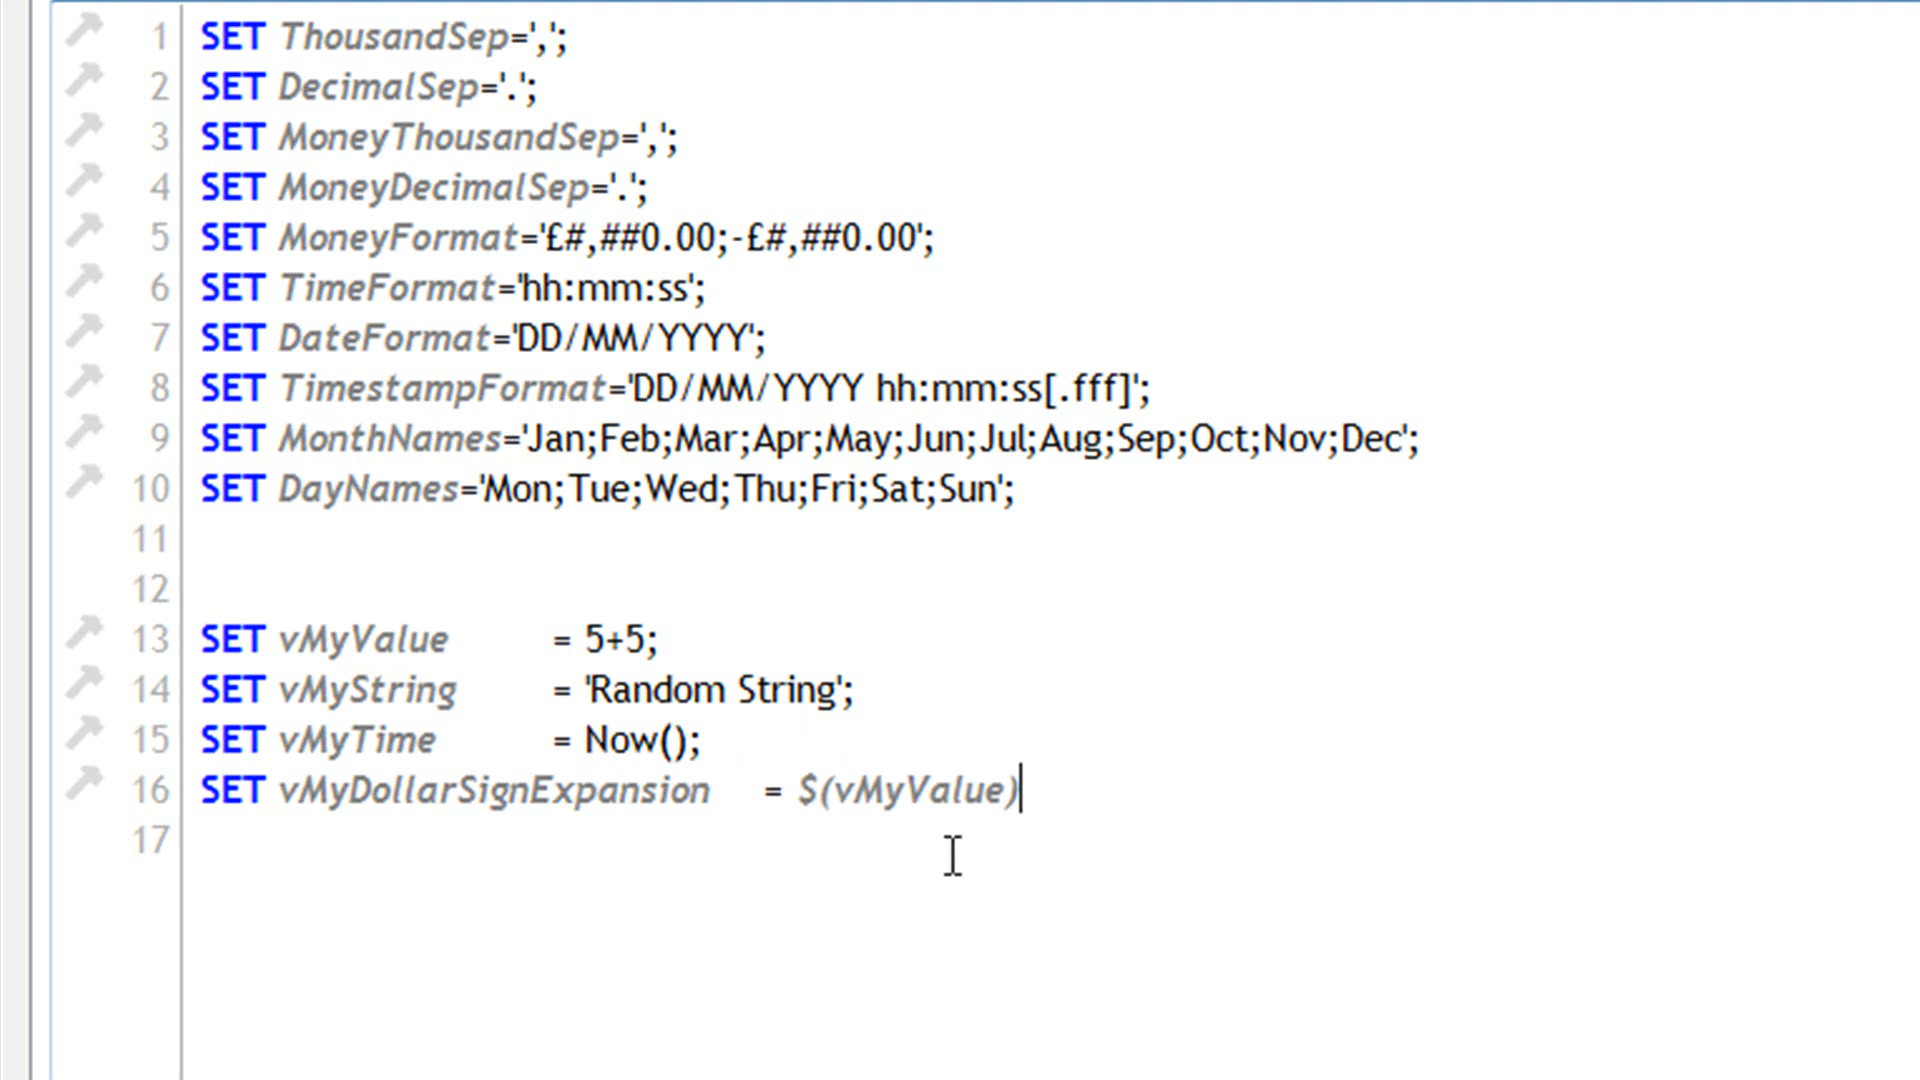 1 SET ThousandSep=',';
2 SET DecimalSep='.';
3 SET MoneyThousandSep=',';
4 SET MoneyDecimalSep='.';
5 SET MoneyFormat='£#,##0.00;-£#,##0.00';
6 SET TimeFormat='hh:mm:ss';
7 SET DateFormat='DD/MM/YYYY';
8 SET TimestampFormat='DD/MM/YYYY hh:mm:ss[.fff]';
9 SET MonthNames='Jan;Feb;Mar;Apr;May;Jun;Jul;Aug;Sep;Oct;Nov;Dec';
10 SET DayNames='Mon;Tue;Wed;Thu;Fri;Sat;Sun';
11
12
13 SET vMyValue = 5+5;
14 SET vMyString = 'Random String';
15 SET vMyTime = Now();
16 SET vMyDollarSignExpansion = $(vMyValue)
17